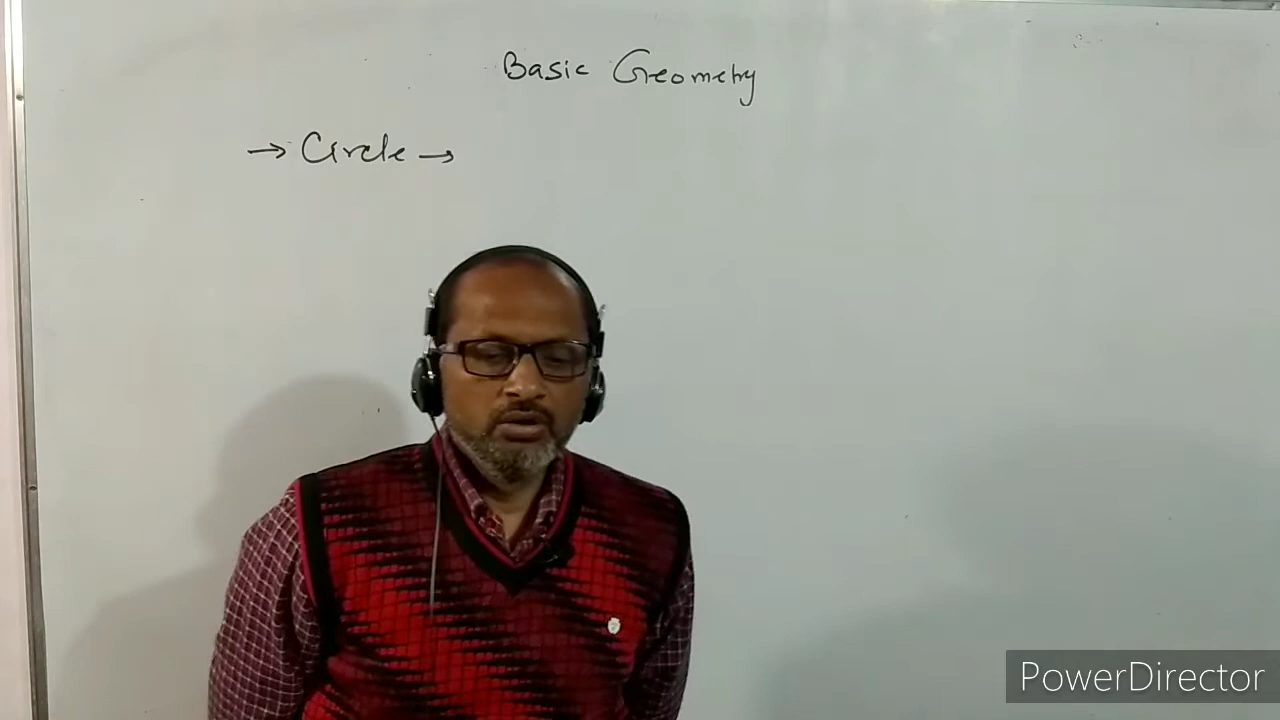 Basic Geometry
→ Circle →
PowerDirector